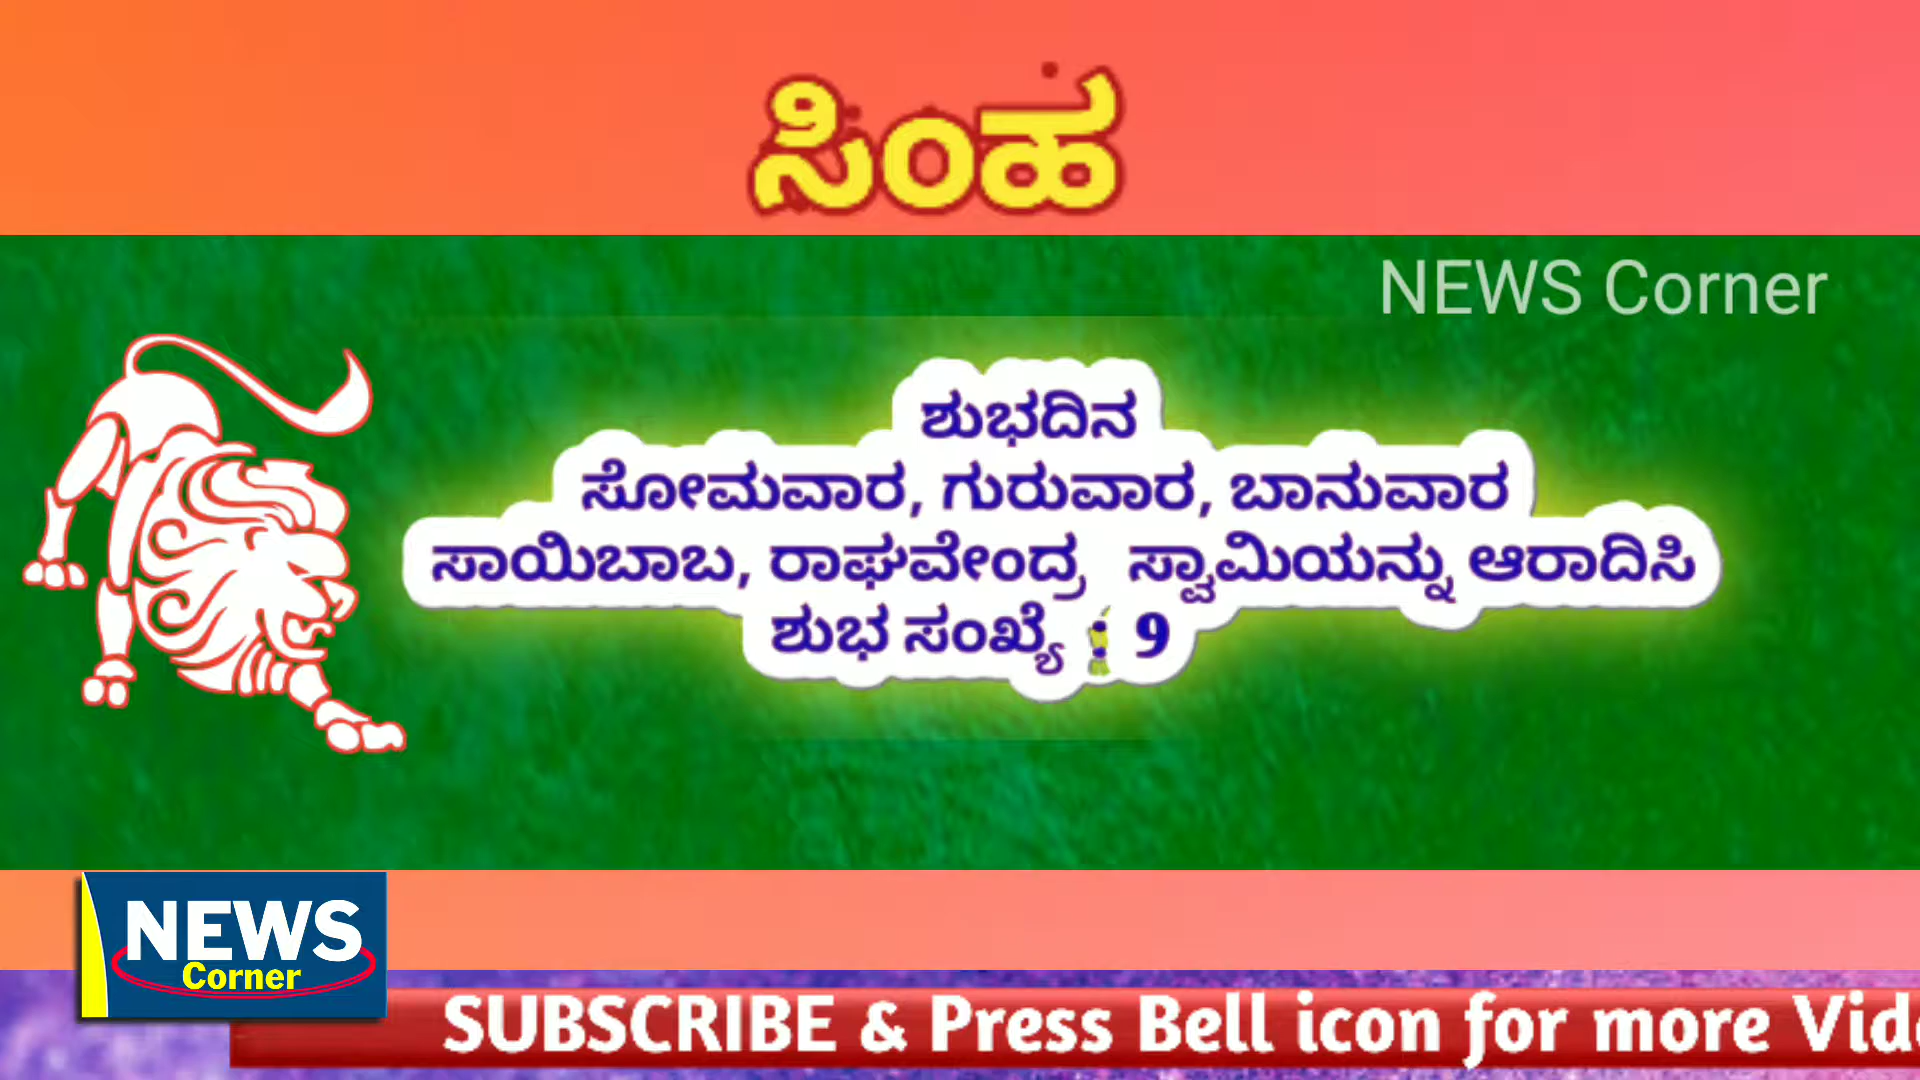 ಸಿಂಹ
NEWS Corner
ಶುಭದಿನ
ಸೋಮವಾರ, ಗುರುವಾರ, ಬಾನುವಾರ
ಸಾಯಿಬಾಬ, ರಾಘವೇಂದ್ರ ಸ್ವಾಮಿಯನ್ನು ಆರಾದಿಸಿ
ಶುಭ ಸಂಖ್ಯೆ : 9
NEWS
Corner
SUBSCRIBE & Press Bell icon for more Vid